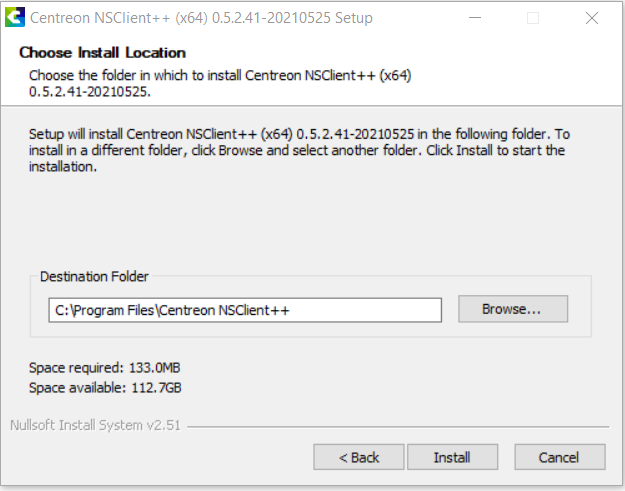 Centreon NSClient++ (x64) 0.5.2.41-20210525 Setup
Choose Install Location
Choose the folder in which to install Centreon NSClient++ (x64)
0.5.2.41-20210525.
Setup will install Centreon NSClient++ (x64) 0.5.2.41-20210525 in the following folder. To
install in a different folder, click Browse and select another folder. Click Install to start the
installation.
Destination Folder
C:\Program Files\Centreon NSClient++
Browse...
Space required: 133.0MB
Space available: 112.7GB
Nullsoft Install System v2.51
< Back
Install
Cancel